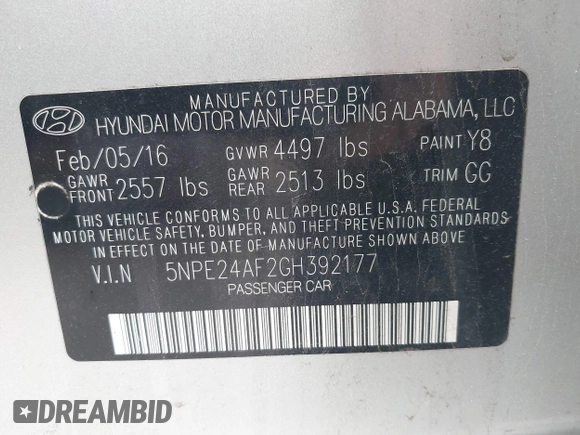 MANUFACTURED BY
HYUNDAI MOTOR MANUFACTURING ALABAMA, LLC
Feb/05/16 GVWR 4497 lbs PAINT Y8
GAWR FRONT 2557 lbs GAWR REAR 2513 lbs TRIM GG
THIS VEHICLE CONFORMS TO ALL APPLICABLE U.S.A. FEDERAL
MOTOR VEHICLE SAFETY, BUMPER, AND THEFT PREVENTION STANDARDS
IN EFFECT ON THE DATE OF MANUFACTURE SHOWN ABOVE
V.I.N 5NPE24AF2GH392177
PASSENGER CAR
DREAMBID